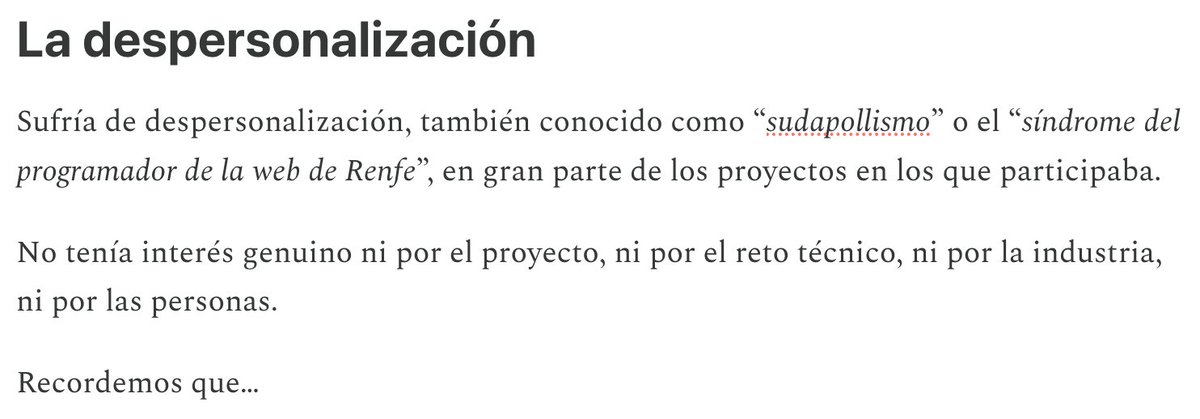 La despersonalización
Sufría de despersonalización, también conocido como “sudapollismo” o el “síndrome del
programador de la web de Renfe”, en gran parte de los proyectos en los que participaba.
No tenía interés genuino ni por el proyecto, ni por el reto técnico, ni por la industria,
ni por las personas.
Recordemos que…